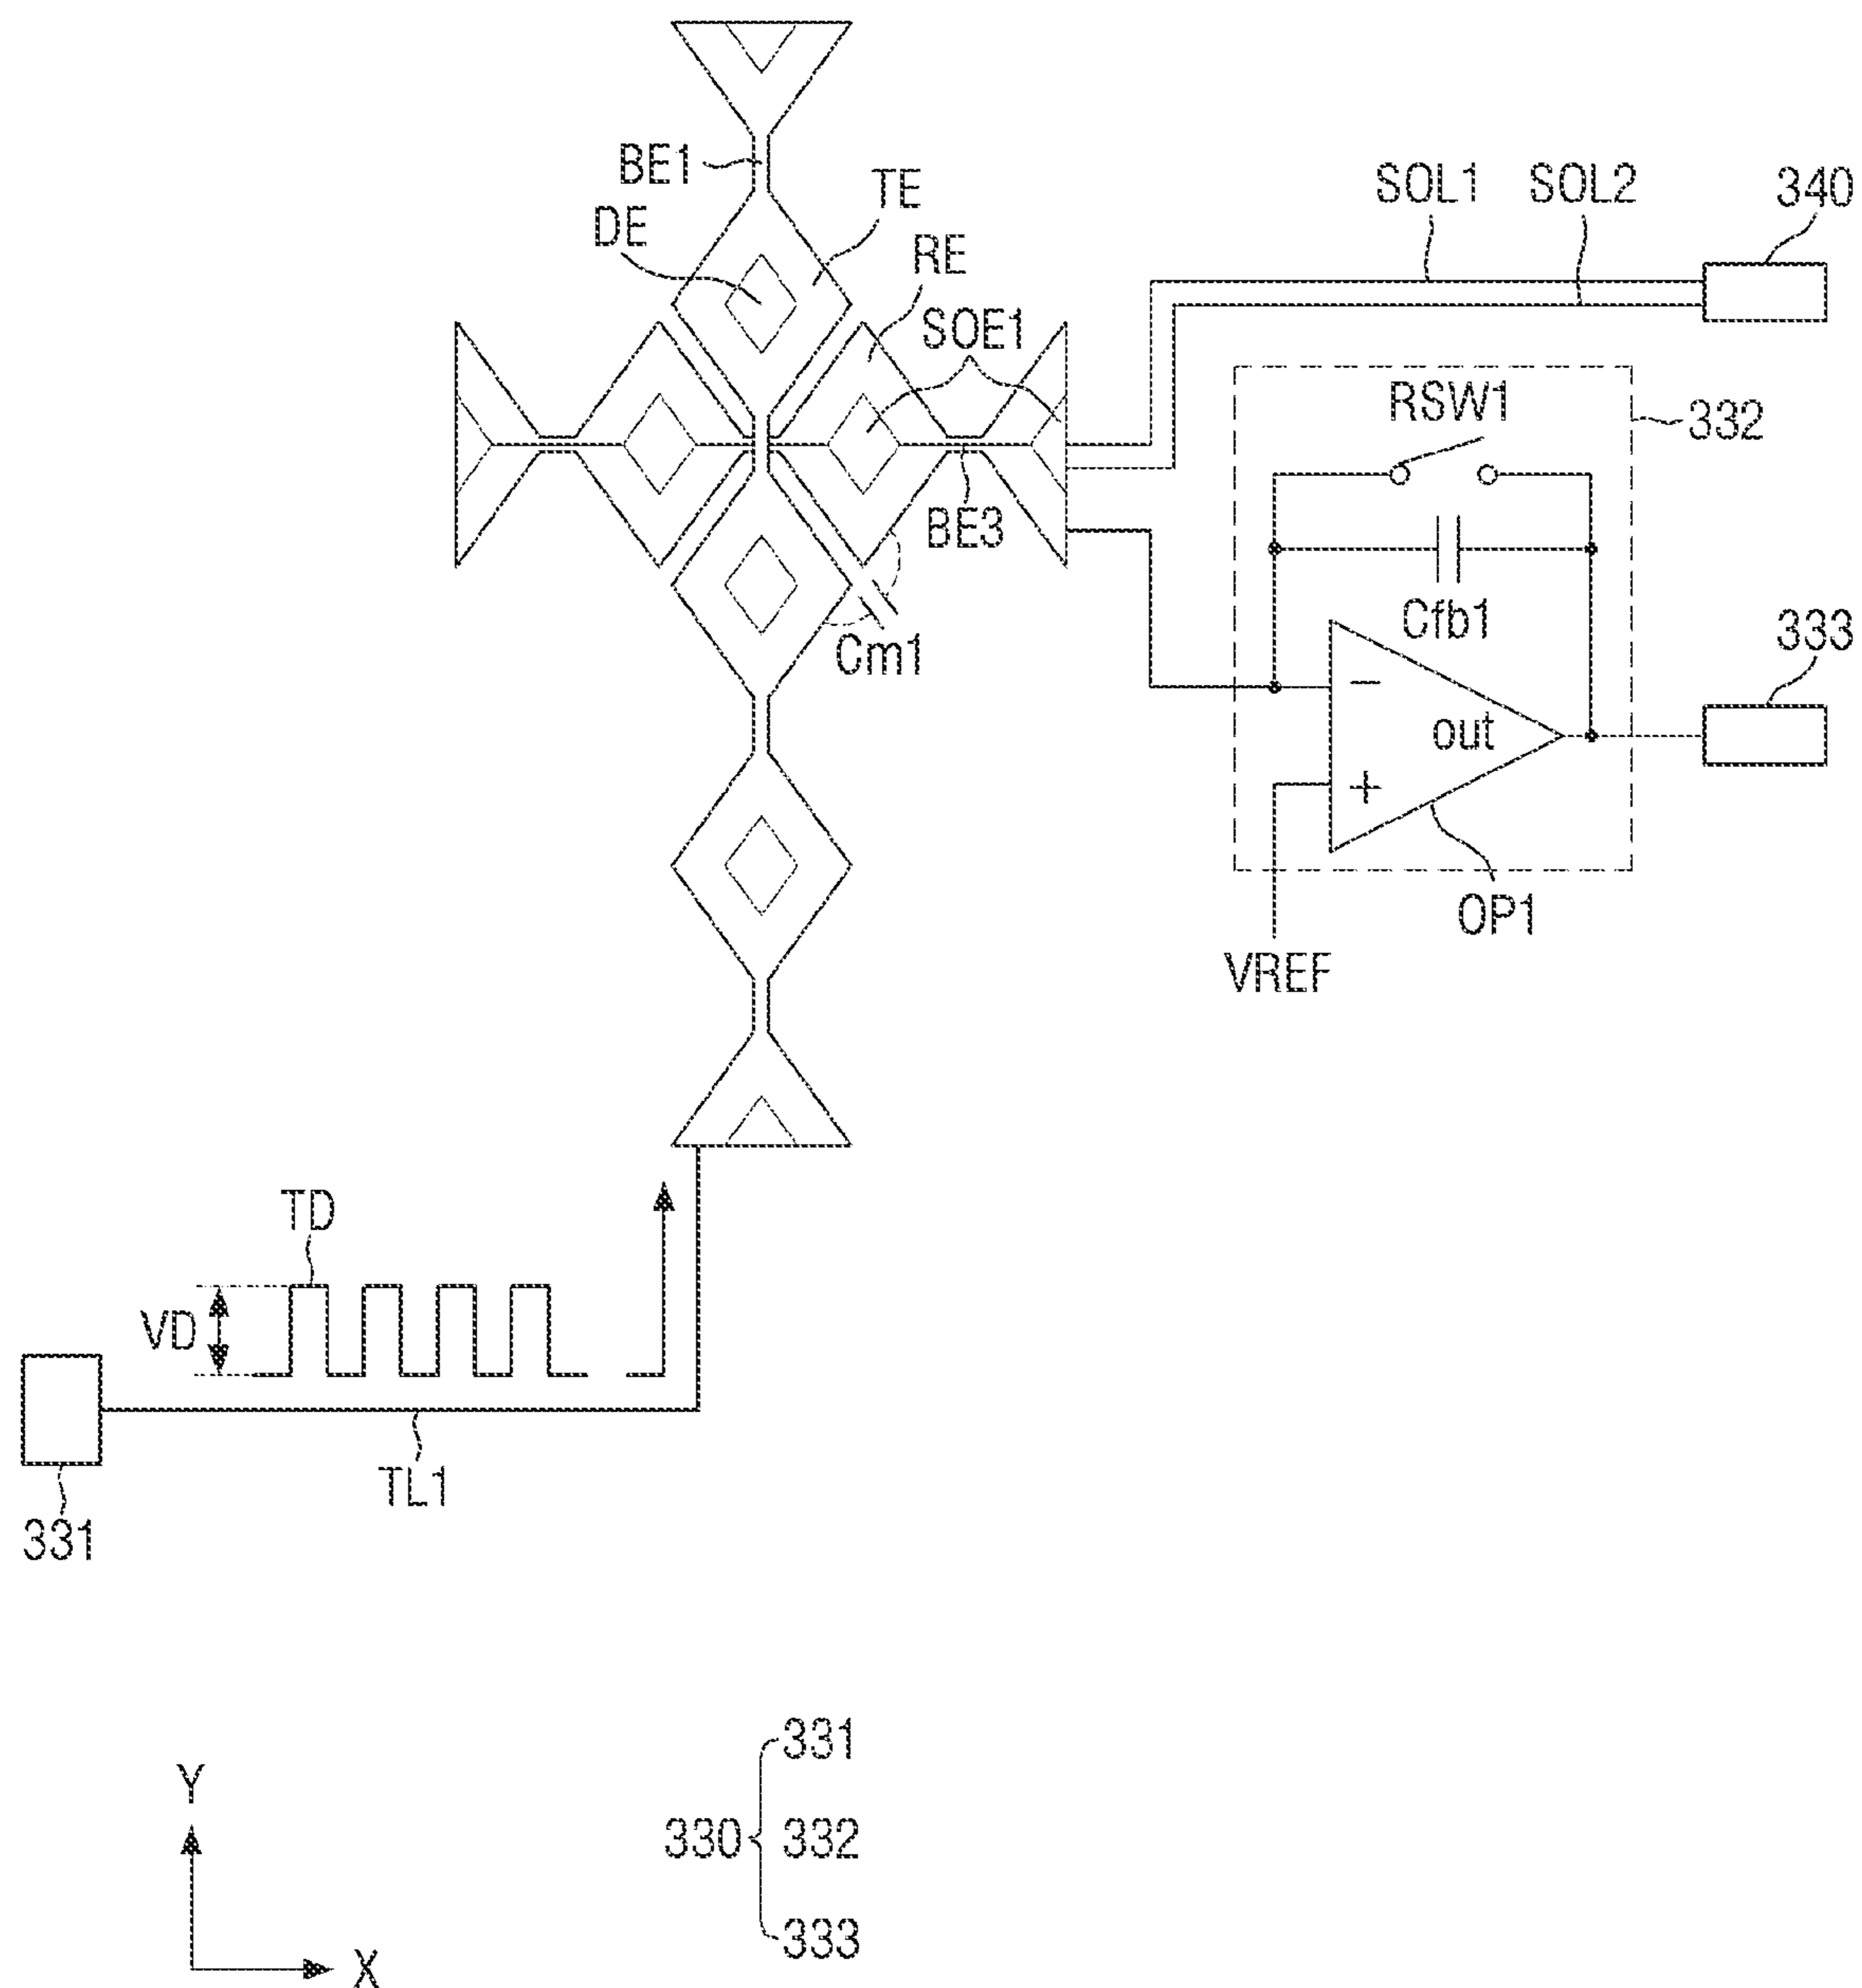 BE1
TE
SOL1
SOL2
340
DE
RE
SOE1
RSW1
332
BE3
Cfb1
Cm1
333
−
out
+
OP1
VREF
TD
VD
TL1
331
331
Y
330
332
333
X